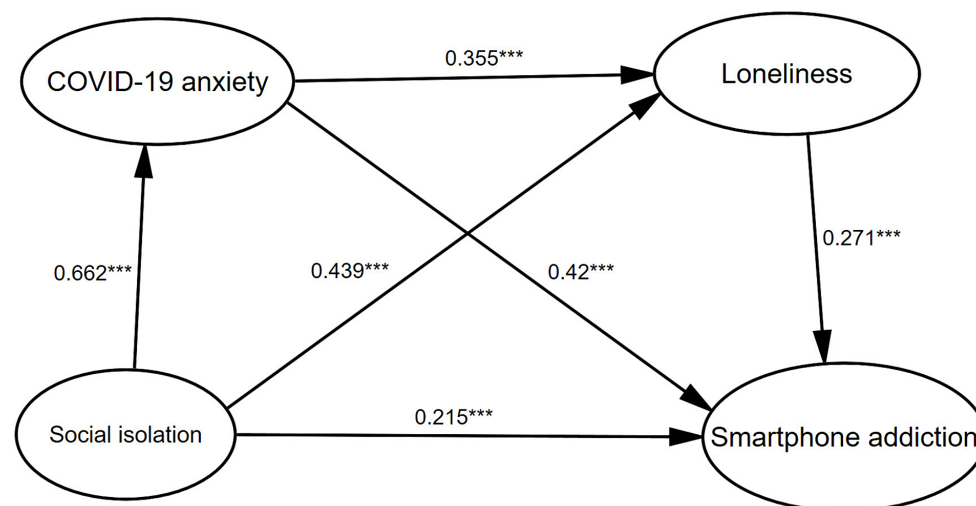 COVID-19 anxiety
0.355***
Loneliness
0.662***
0.439***
0.42***
0.271***
Social isolation
0.215***
Smartphone addiction